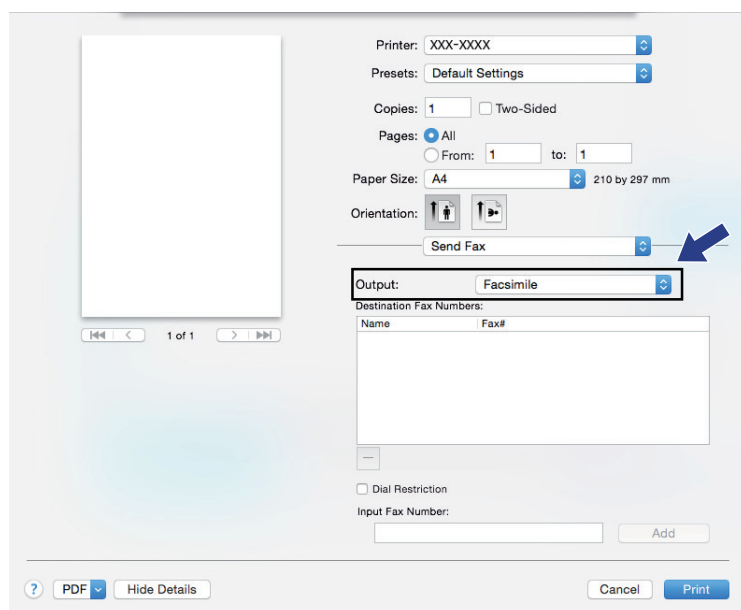 Printer: XXX-XXXX
Presets: Default Settings
Copies: 1 Two-Sided
Pages: All
From: 1 to: 1
Paper Size: A4 210 by 297 mm
Orientation:
Send Fax
Output: Facsimile
Destination Fax Numbers:
Name Fax#
1 of 1
Dial Restriction
Input Fax Number:
Add
? PDF Hide Details Cancel Print